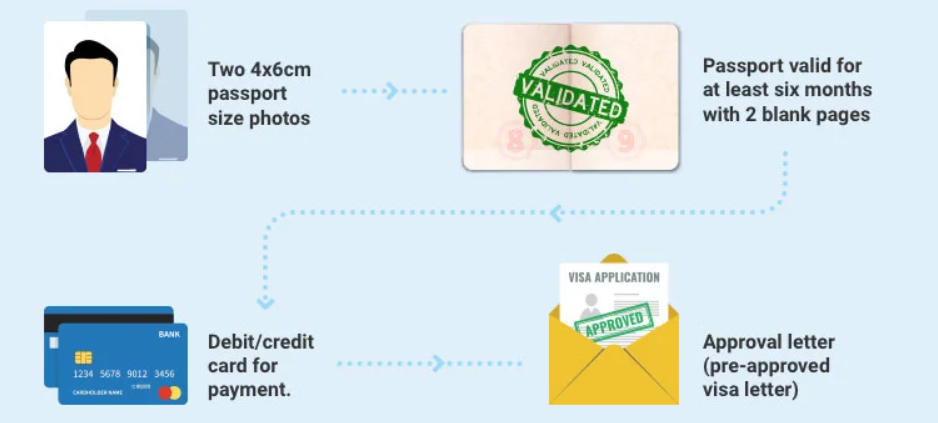 Two 4x6cm
passport
size photos
VALIDATED VALIDATED
VALIDATED
VALIDATED VALIDATED
8 9
Passport valid for
at least six months
with 2 blank pages
BANK
1234 5678 9012 3456
CARDHOLDER NAME
Debit/credit
card for
payment.
VISA APPLICATION
APPROVED
Approval letter
(pre-approved
visa letter)